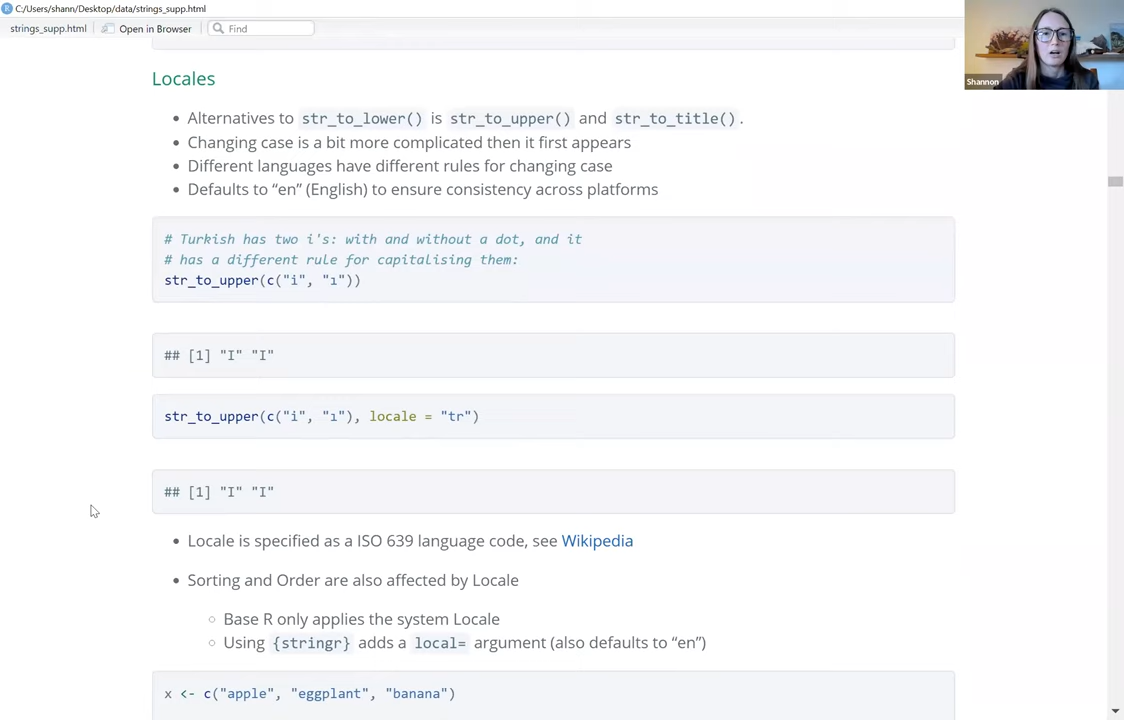 C:/Users/shann/Desktop/data/strings_supp.html
strings_supp.html Open in Browser Find
Shannon
Locales
Alternatives to str_to_lower() is str_to_upper() and str_to_title().
Changing case is a bit more complicated then it first appears
Different languages have different rules for changing case
Defaults to “en” (English) to ensure consistency across platforms
# Turkish has two i's: with and without a dot, and it
# has a different rule for capitalising them:
str_to_upper(c("i", "ı"))
## [1] "I" "I"
str_to_upper(c("i", "ı"), locale = "tr")
## [1] "I" "I"
Locale is specified as a ISO 639 language code, see Wikipedia
Sorting and Order are also affected by Locale
Base R only applies the system Locale
Using {stringr} adds a local= argument (also defaults to “en”)
x <- c("apple", "eggplant", "banana")